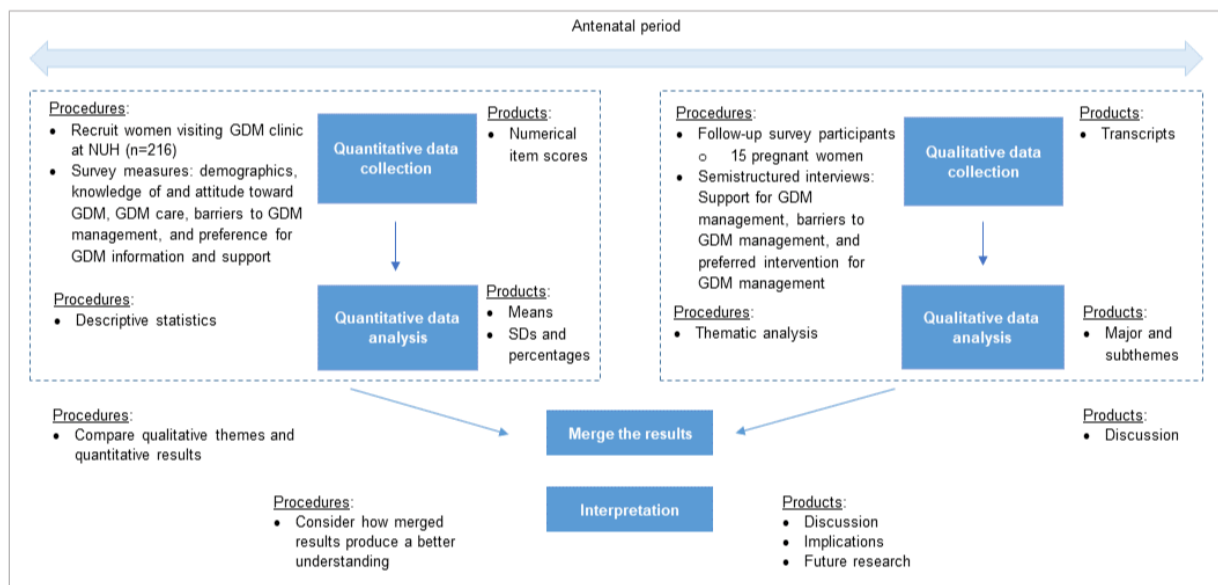 Antenatal period
Procedures:
• Recruit women visiting GDM clinic
at NUH (n=216)
• Survey measures: demographics,
knowledge of and attitude toward
GDM, GDM care, barriers to GDM
management, and preference for
GDM information and support
Quantitative data
collection
Products:
• Numerical
item scores
Procedures:
• Descriptive statistics
Quantitative data
analysis
Products:
• Means
• SDs and
percentages
Procedures:
• Follow-up survey participants
o 15 pregnant women
• Semistructured interviews:
Support for GDM
management, barriers to
GDM management, and
preferred intervention for
GDM management
Qualitative data
collection
Products:
• Transcripts
Procedures:
• Thematic analysis
Qualitative data
analysis
Products:
• Major and
subthemes
Procedures:
• Compare qualitative themes and
quantitative results
Merge the results
Products:
• Discussion
Procedures:
• Consider how merged
results produce a better
understanding
Interpretation
Products:
• Discussion
• Implications
• Future research